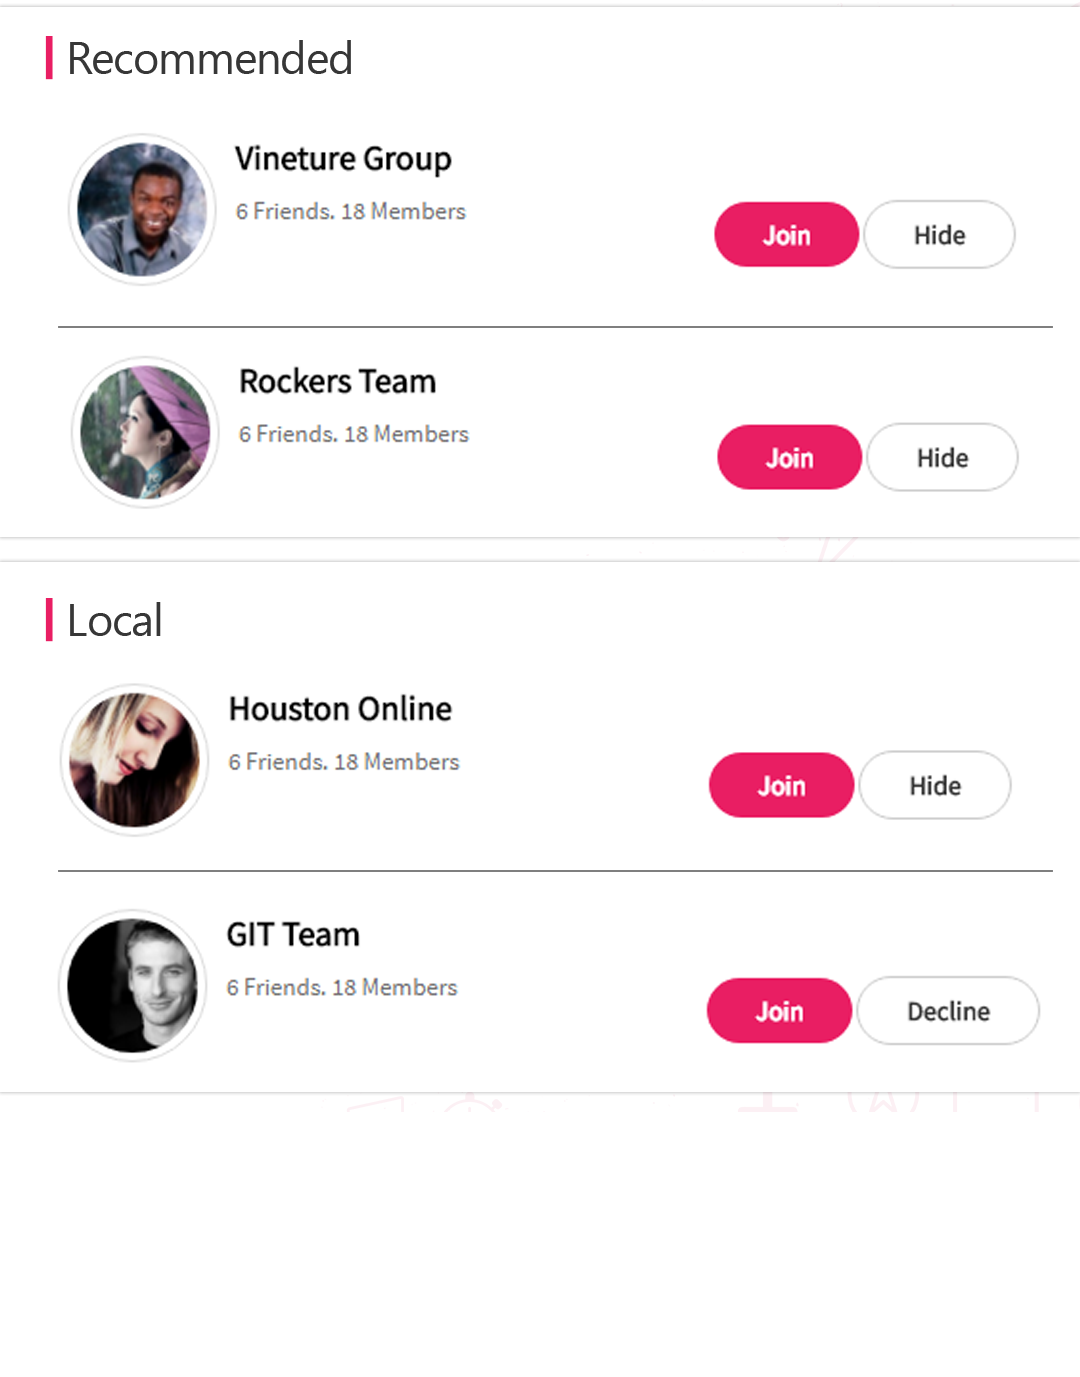 Recommended
Vineture Group
6 Friends. 18 Members
Join Hide
Rockers Team
6 Friends. 18 Members
Join Hide
Local
Houston Online
6 Friends. 18 Members
Join Hide
GIT Team
6 Friends. 18 Members
Join Decline